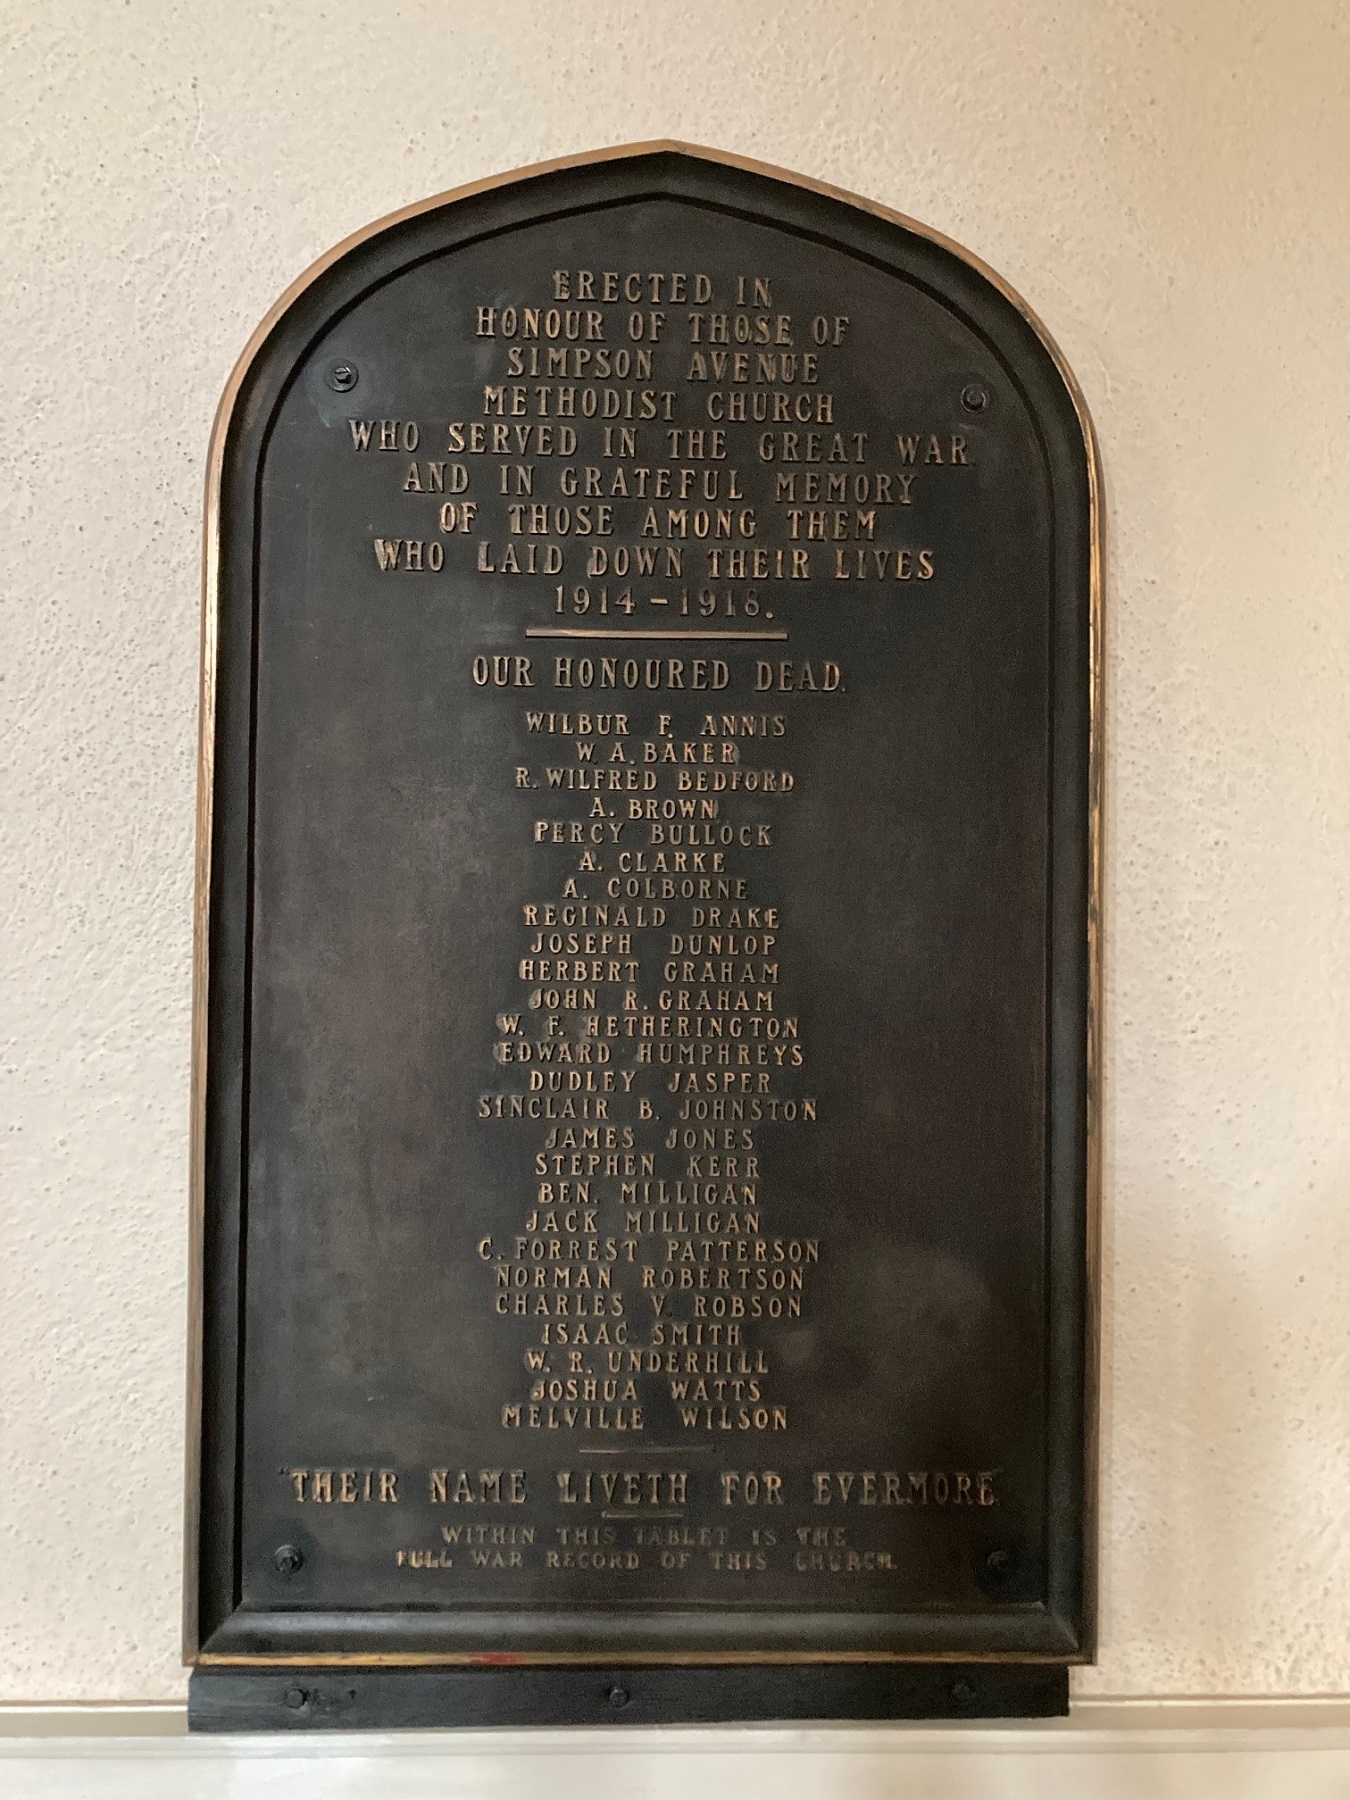 ERECTED IN
HONOUR OF THOSE OF
SIMPSON AVENUE
METHODIST CHURCH
WHO SERVED IN THE GREAT WAR
AND IN GRATEFUL MEMORY
OF THOSE AMONG THEM
WHO LAID DOWN THEIR LIVES
1914-1918.
OUR HONOURED DEAD.
WILBUR F. ANNIS
W. A. BAKER
R. WILFRED BEDFORD
A. BROWN
PERCY BULLOCK
A. CLARKE
A. COLBORNE
REGINALD DRAKE
JOSEPH DUNLOP
HERBERT GRAHAM
JOHN R. GRAHAM
W. F. HETHERINGTON
EDWARD HUMPHREYS
DUDLEY JASPER
SINCLAIR B. JOHNSTON
JAMES JONES
STEPHEN KERR
BEN. MILLIGAN
JACK MILLIGAN
C. FORREST PATTERSON
NORMAN ROBERTSON
CHARLES V. ROBSON
ISAAC SMITH
W. R. UNDERHILL
JOSHUA WATTS
MELVILLE WILSON
"THEIR NAME LIVETH FOR EVERMORE"
WITHIN THIS TABLET IS THE
FULL WAR RECORD OF THIS CHURCH.